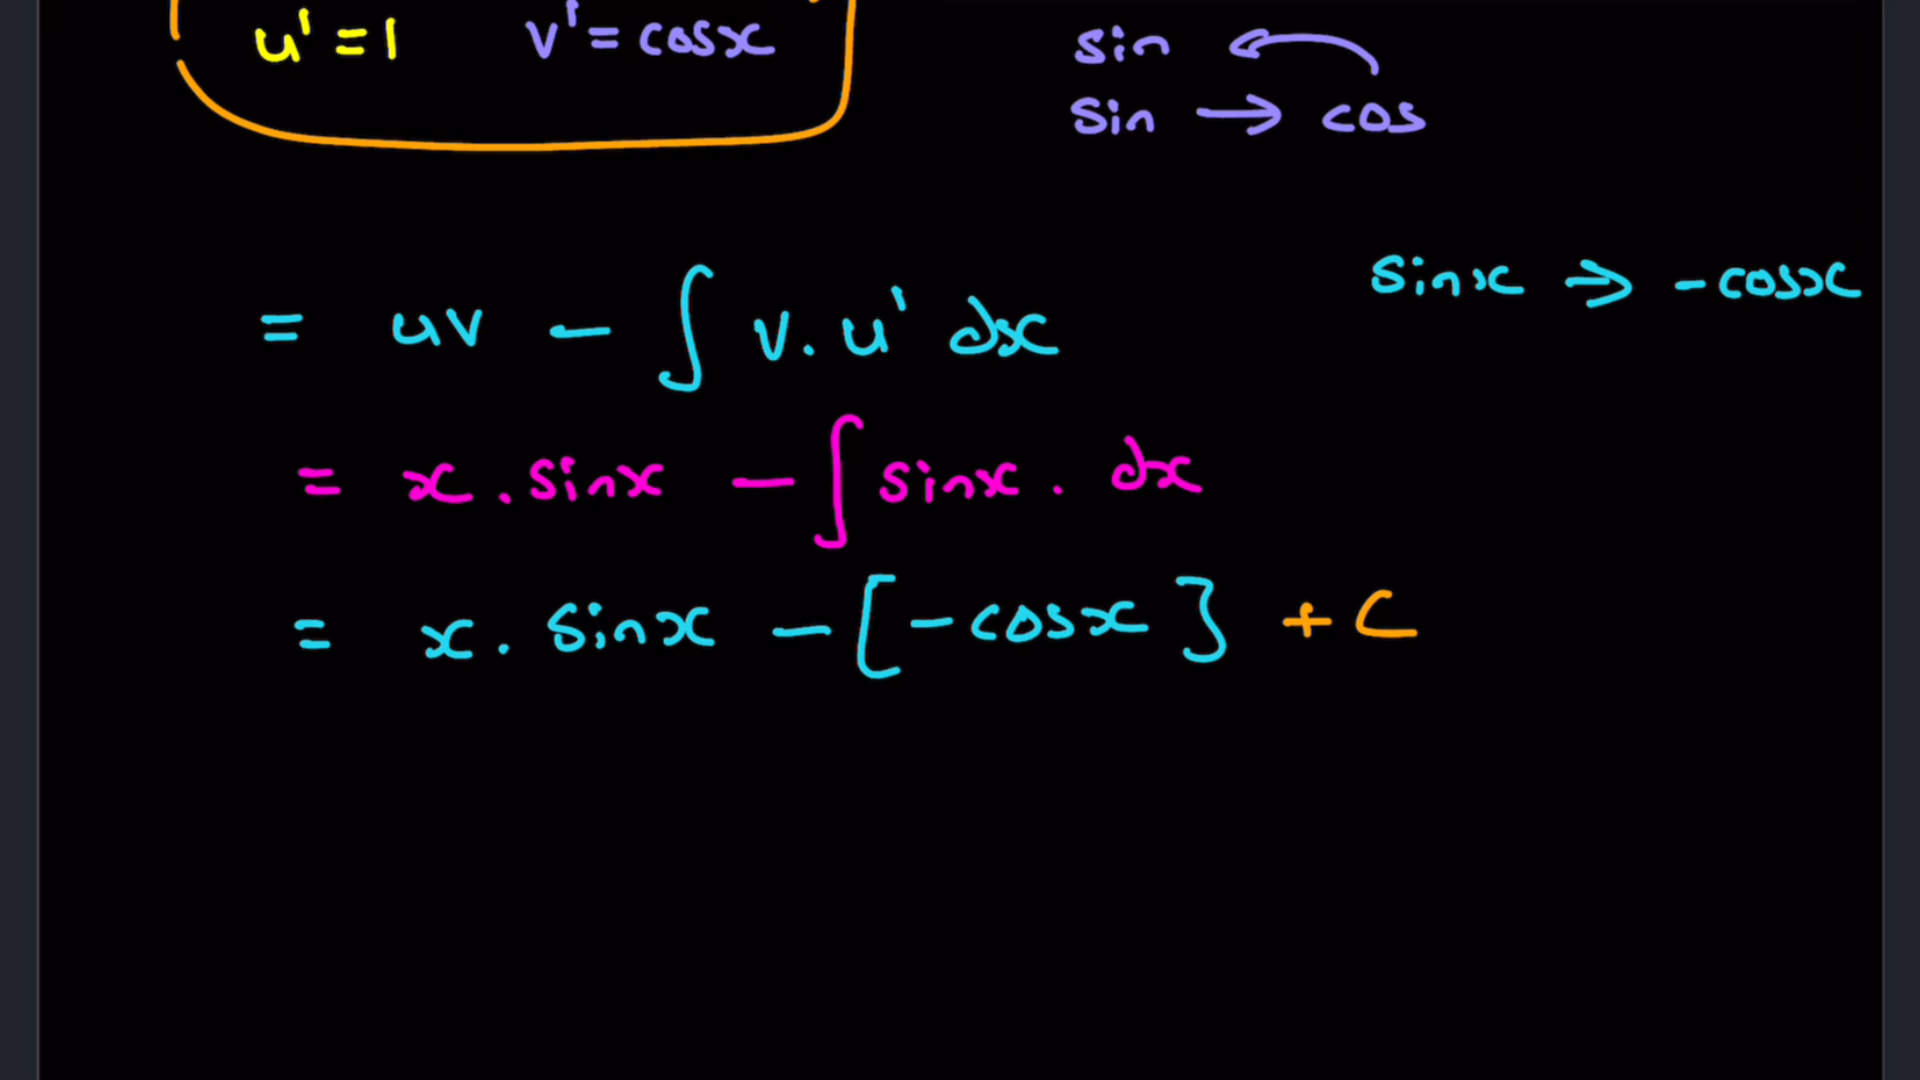 u' = 1 v' = cosx
sin
sin → cos
sinx ⇒ -cosx
= uv - ∫ v. u' dx
= x . sinx - ∫ sinx . dx
= x . sinx - [-cosx] + C